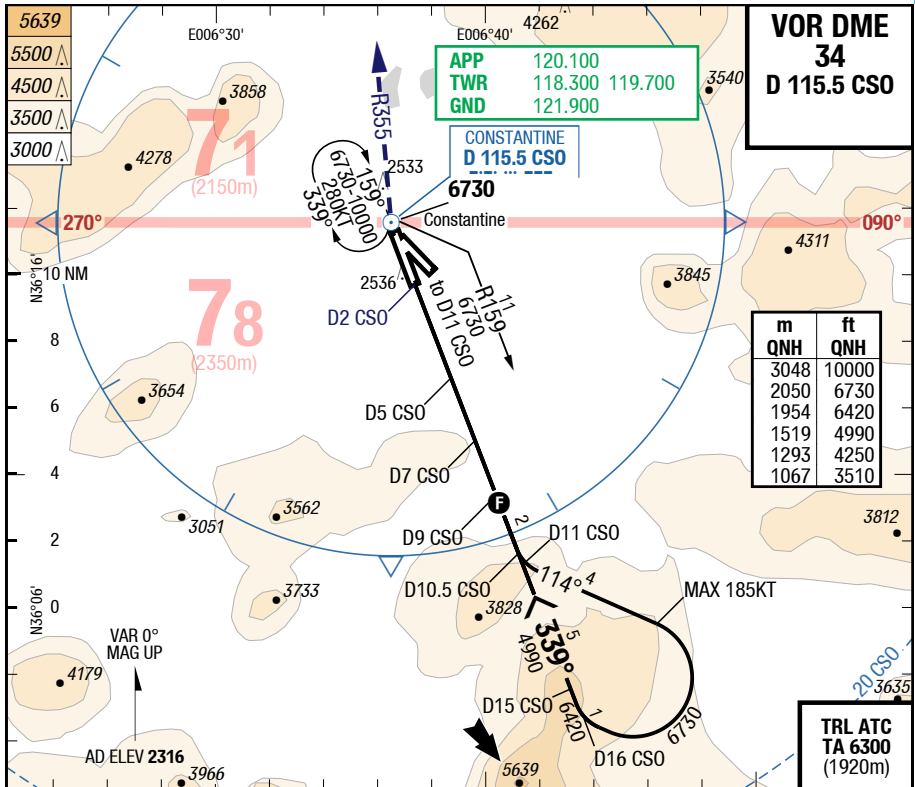 5639
5500
4500
3500
3000
E006°30'
E006°40'
4262
VOR DME
34
D 115.5 CSO
APP 120.100
TWR 118.300 119.700
GND 121.900
3540
3858
R355
71
(2150m)
4278
CONSTANTINE
D 115.5 CSO
2533
6730
159°
6730-10000
280KT
339°
270°
Constantine
090°
4311
N36°16'
10 NM
2536
D2 CSO
to D11 CSO
11
R159
6730
3845
78
(2350m)
m ft
QNH QNH
3048 10000
2050 6730
1954 6420
1519 4990
1293 4250
1067 3510
8
3654
6
D5 CSO
4
D7 CSO
3562
3051
F
D9 CSO
2
3812
2
D11 CSO
D10.5 CSO
114°
4
MAX 185KT
N36°06'
0
3733
3828
339°
5
4990
VAR 0°
MAG UP
4179
D15 CSO
1
6420
6730
20 CSO
3635
D16 CSO
AD ELEV 2316
3966
5639
TRL ATC
TA 6300
(1920m)